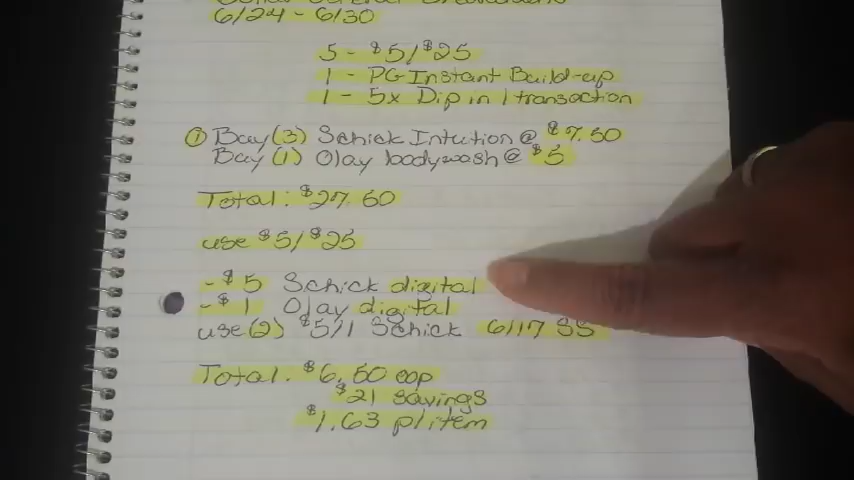 6/24 - 6/30
5 - $5/$25
1 - PG Instant Build-up
1 - 5x Dip in 1 transaction
① Buy (3) Schick Intution @ $7.50
Buy (1) Olay bodywash @ $5
Total: $27.50
use $5/$25
- $5 Schick digital
- $1 Olay digital
use (2) $5/1 Schick 6/17 SS
Total: $6.50 oop
$21 savings
$1.63 p/item